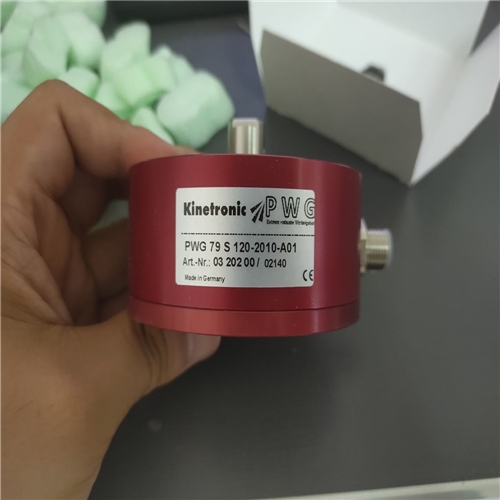 Kinetronic PWG
PWG 79 S 120-2010-A01
Art.-Nr.: 03 202 00 / 02140
Made in Germany CE